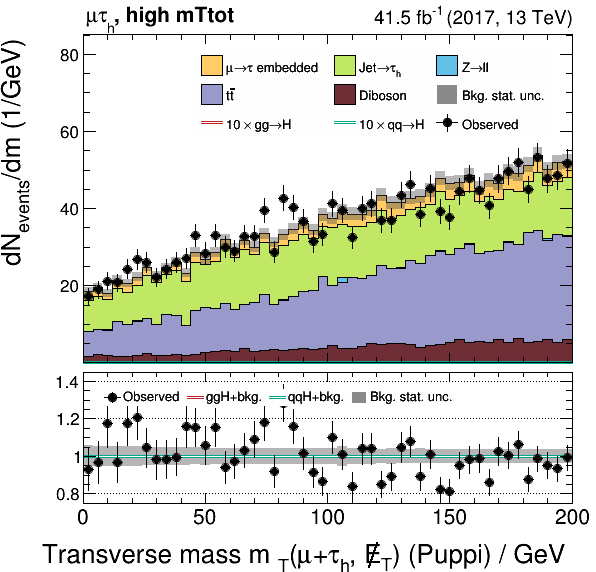 μτh, high mTtot 41.5 fb⁻¹ (2017, 13 TeV)
dNevents/dm (1/GeV)
μ→τ embedded Jet→τh Z→ll
tt̄ Diboson Bkg. stat. unc.
10 × gg→H 10 × qq→H Observed
80
60
40
20
Observed ggH+bkg. qqH+bkg. Bkg. stat. unc.
1.4
1.2
1.0
0.8
0 50 100 150 200
Transverse mass m T(μ+τh, E̸T) (Puppi) / GeV